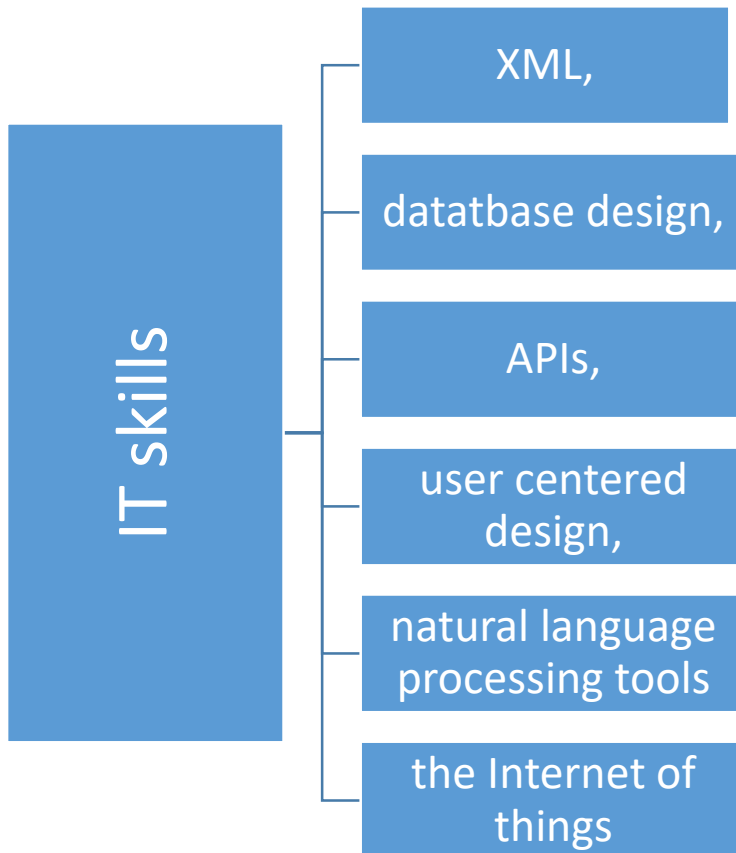 IT skills
XML,
datatbase design,
APIs,
user centered
design,
natural language
processing tools
the Internet of
things